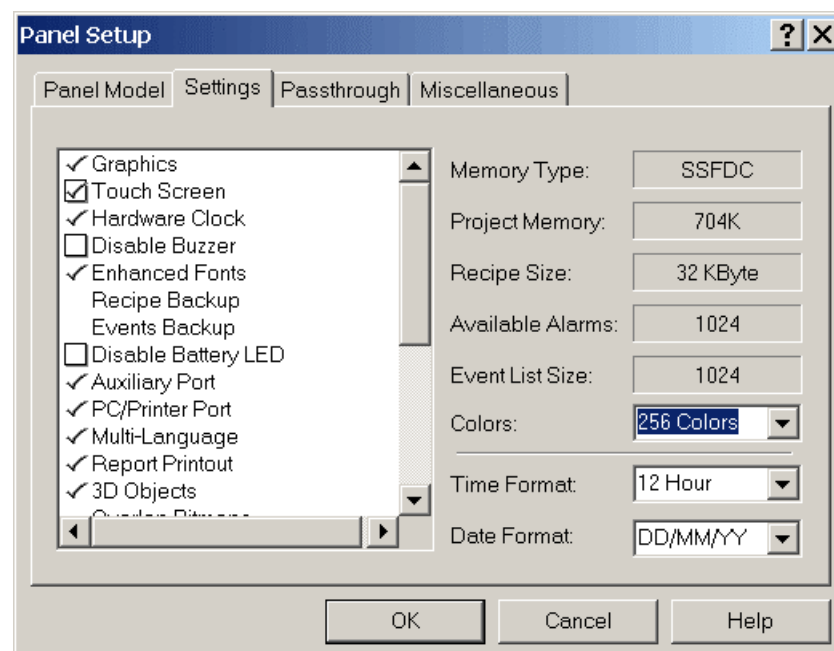 Panel Setup
Panel Model Settings Passthrough Miscellaneous
Graphics
Touch Screen
Hardware Clock
Disable Buzzer
Enhanced Fonts
Recipe Backup
Events Backup
Disable Battery LED
Auxiliary Port
PC/Printer Port
Multi-Language
Report Printout
3D Objects
Memory Type: SSFDC
Project Memory: 704K
Recipe Size: 32 KByte
Available Alarms: 1024
Event List Size: 1024
Colors: 256 Colors
Time Format: 12 Hour
Date Format: DD/MM/YY
OK Cancel Help